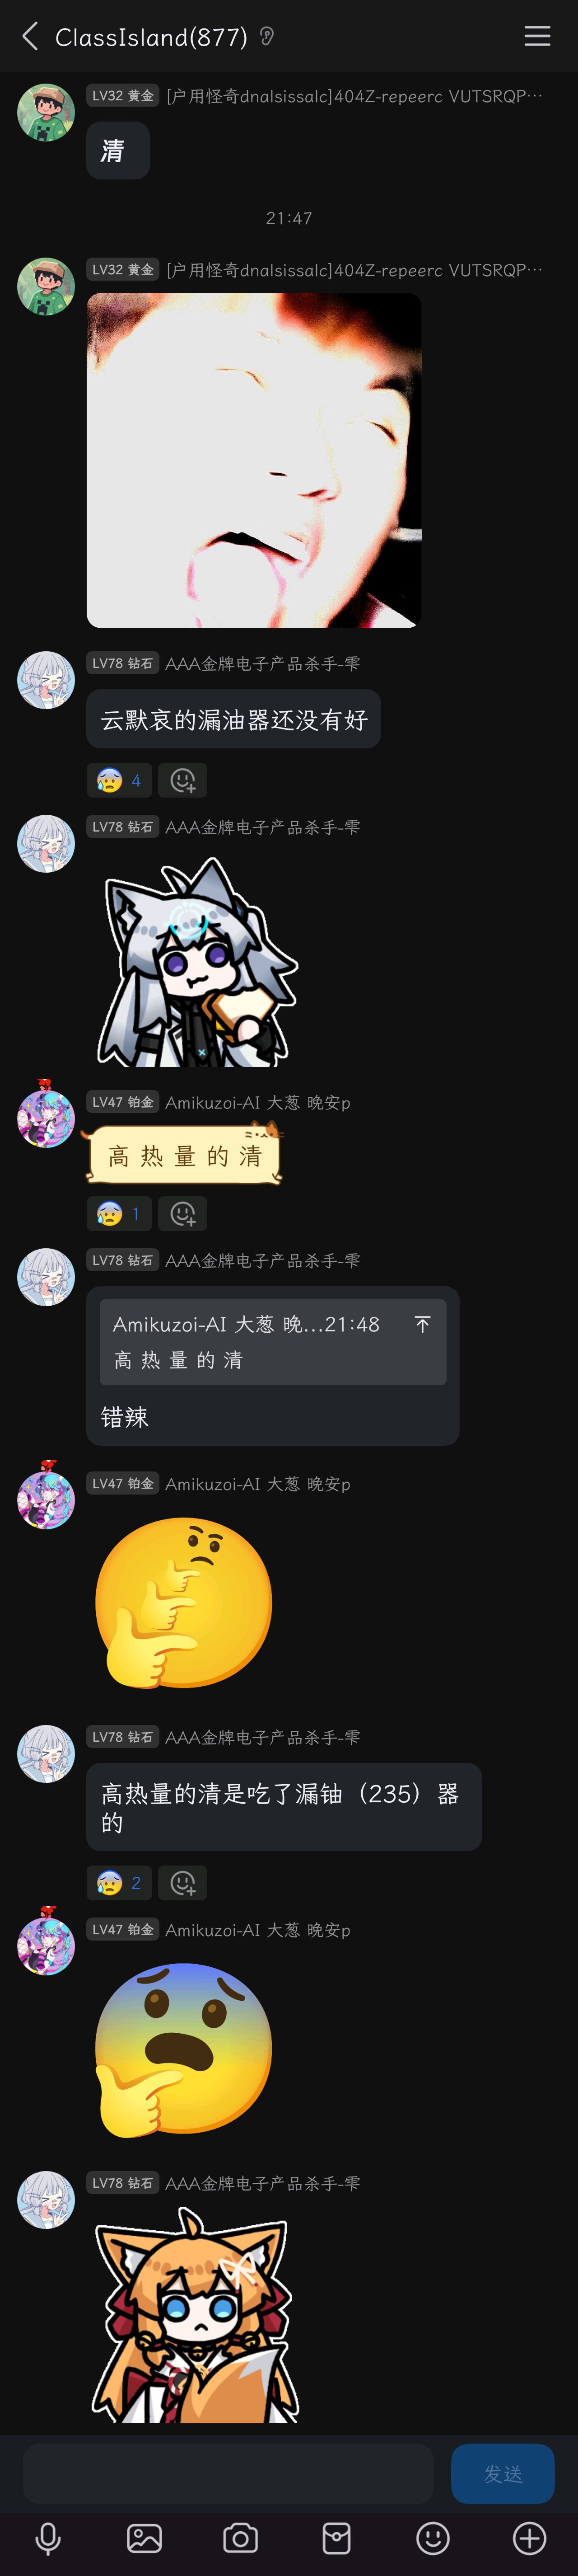 ClassIsland(877)
LV32 黄金 [户用怪奇dnalsissalc]404Z-repeerc VUTSRQP…
清
21:47
LV32 黄金 [户用怪奇dnalsissalc]404Z-repeerc VUTSRQP…
LV78 钻石 AAA金牌电子产品杀手-雫
云默哀的漏油器还没有好
4
LV78 钻石 AAA金牌电子产品杀手-雫
LV47 铂金 Amikuzoi-AI 大葱 晚安p
高 热 量 的 清
1
LV78 钻石 AAA金牌电子产品杀手-雫
Amikuzoi-AI 大葱 晚...21:48
高 热 量 的 清
错辣
LV47 铂金 Amikuzoi-AI 大葱 晚安p
LV78 钻石 AAA金牌电子产品杀手-雫
高热量的清是吃了漏铀（235）器
的
2
LV47 铂金 Amikuzoi-AI 大葱 晚安p
LV78 钻石 AAA金牌电子产品杀手-雫
发送